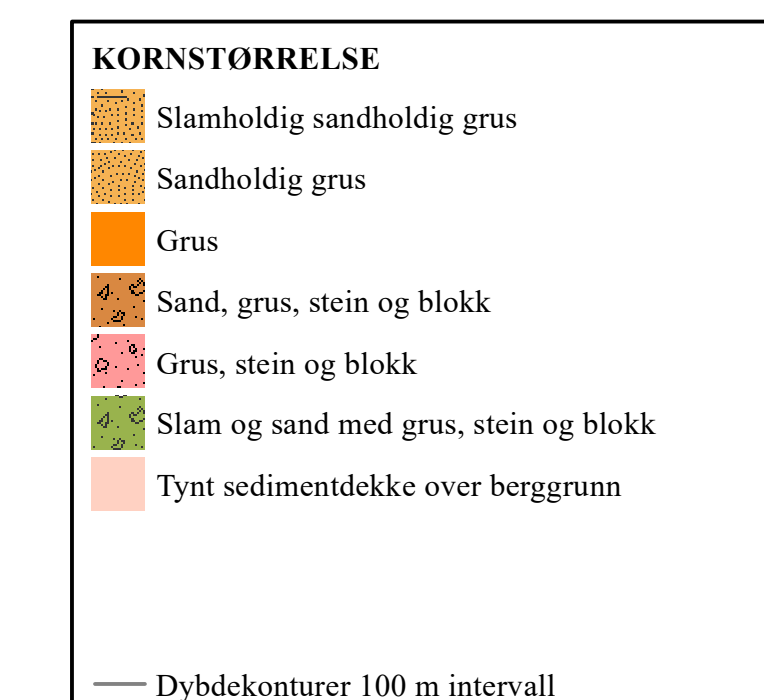 KORNSTØRRELSE
Slamholdig sandholdig grus
Sandholdig grus
Grus
Sand, grus, stein og blokk
Grus, stein og blokk
Slam og sand med grus, stein og blokk
Tynt sedimentdekke over berggrunn
Dybdekonturer 100 m intervall